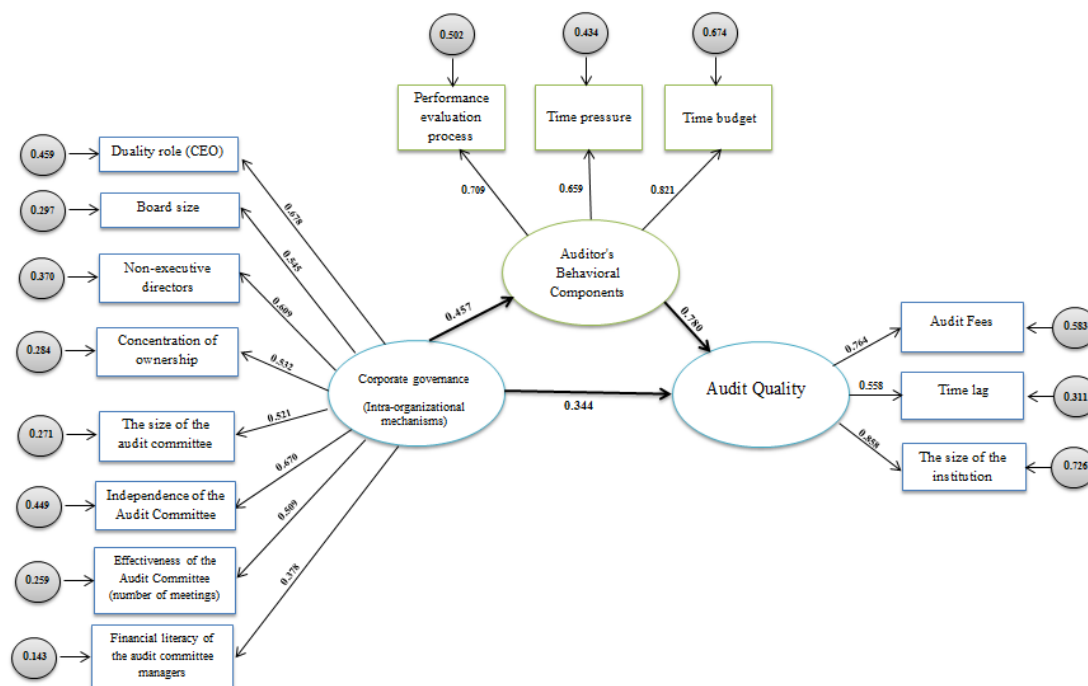 0.502
0.434
0.674
Performance
evaluation
process
Time pressure
Time budget
0.709
0.659
0.821
0.459
Duality role (CEO)
0.297
Board size
0.370
Non-executive
directors
0.284
Concentration of
ownership
0.271
The size of the
audit committee
0.449
Independence of the
Audit Committee
0.259
Effectiveness of the
Audit Committee
(number of meetings)
0.143
Financial literacy of
the audit committee
managers
0.678
0.545
0.609
0.532
0.521
0.670
0.509
0.378
Corporate governance
(Intra-organizational
mechanisms)
0.457
Auditor's
Behavioral
Components
0.780
0.344
Audit Quality
0.764
0.558
0.858
Audit Fees
0.583
Time lag
0.311
The size of the
institution
0.726